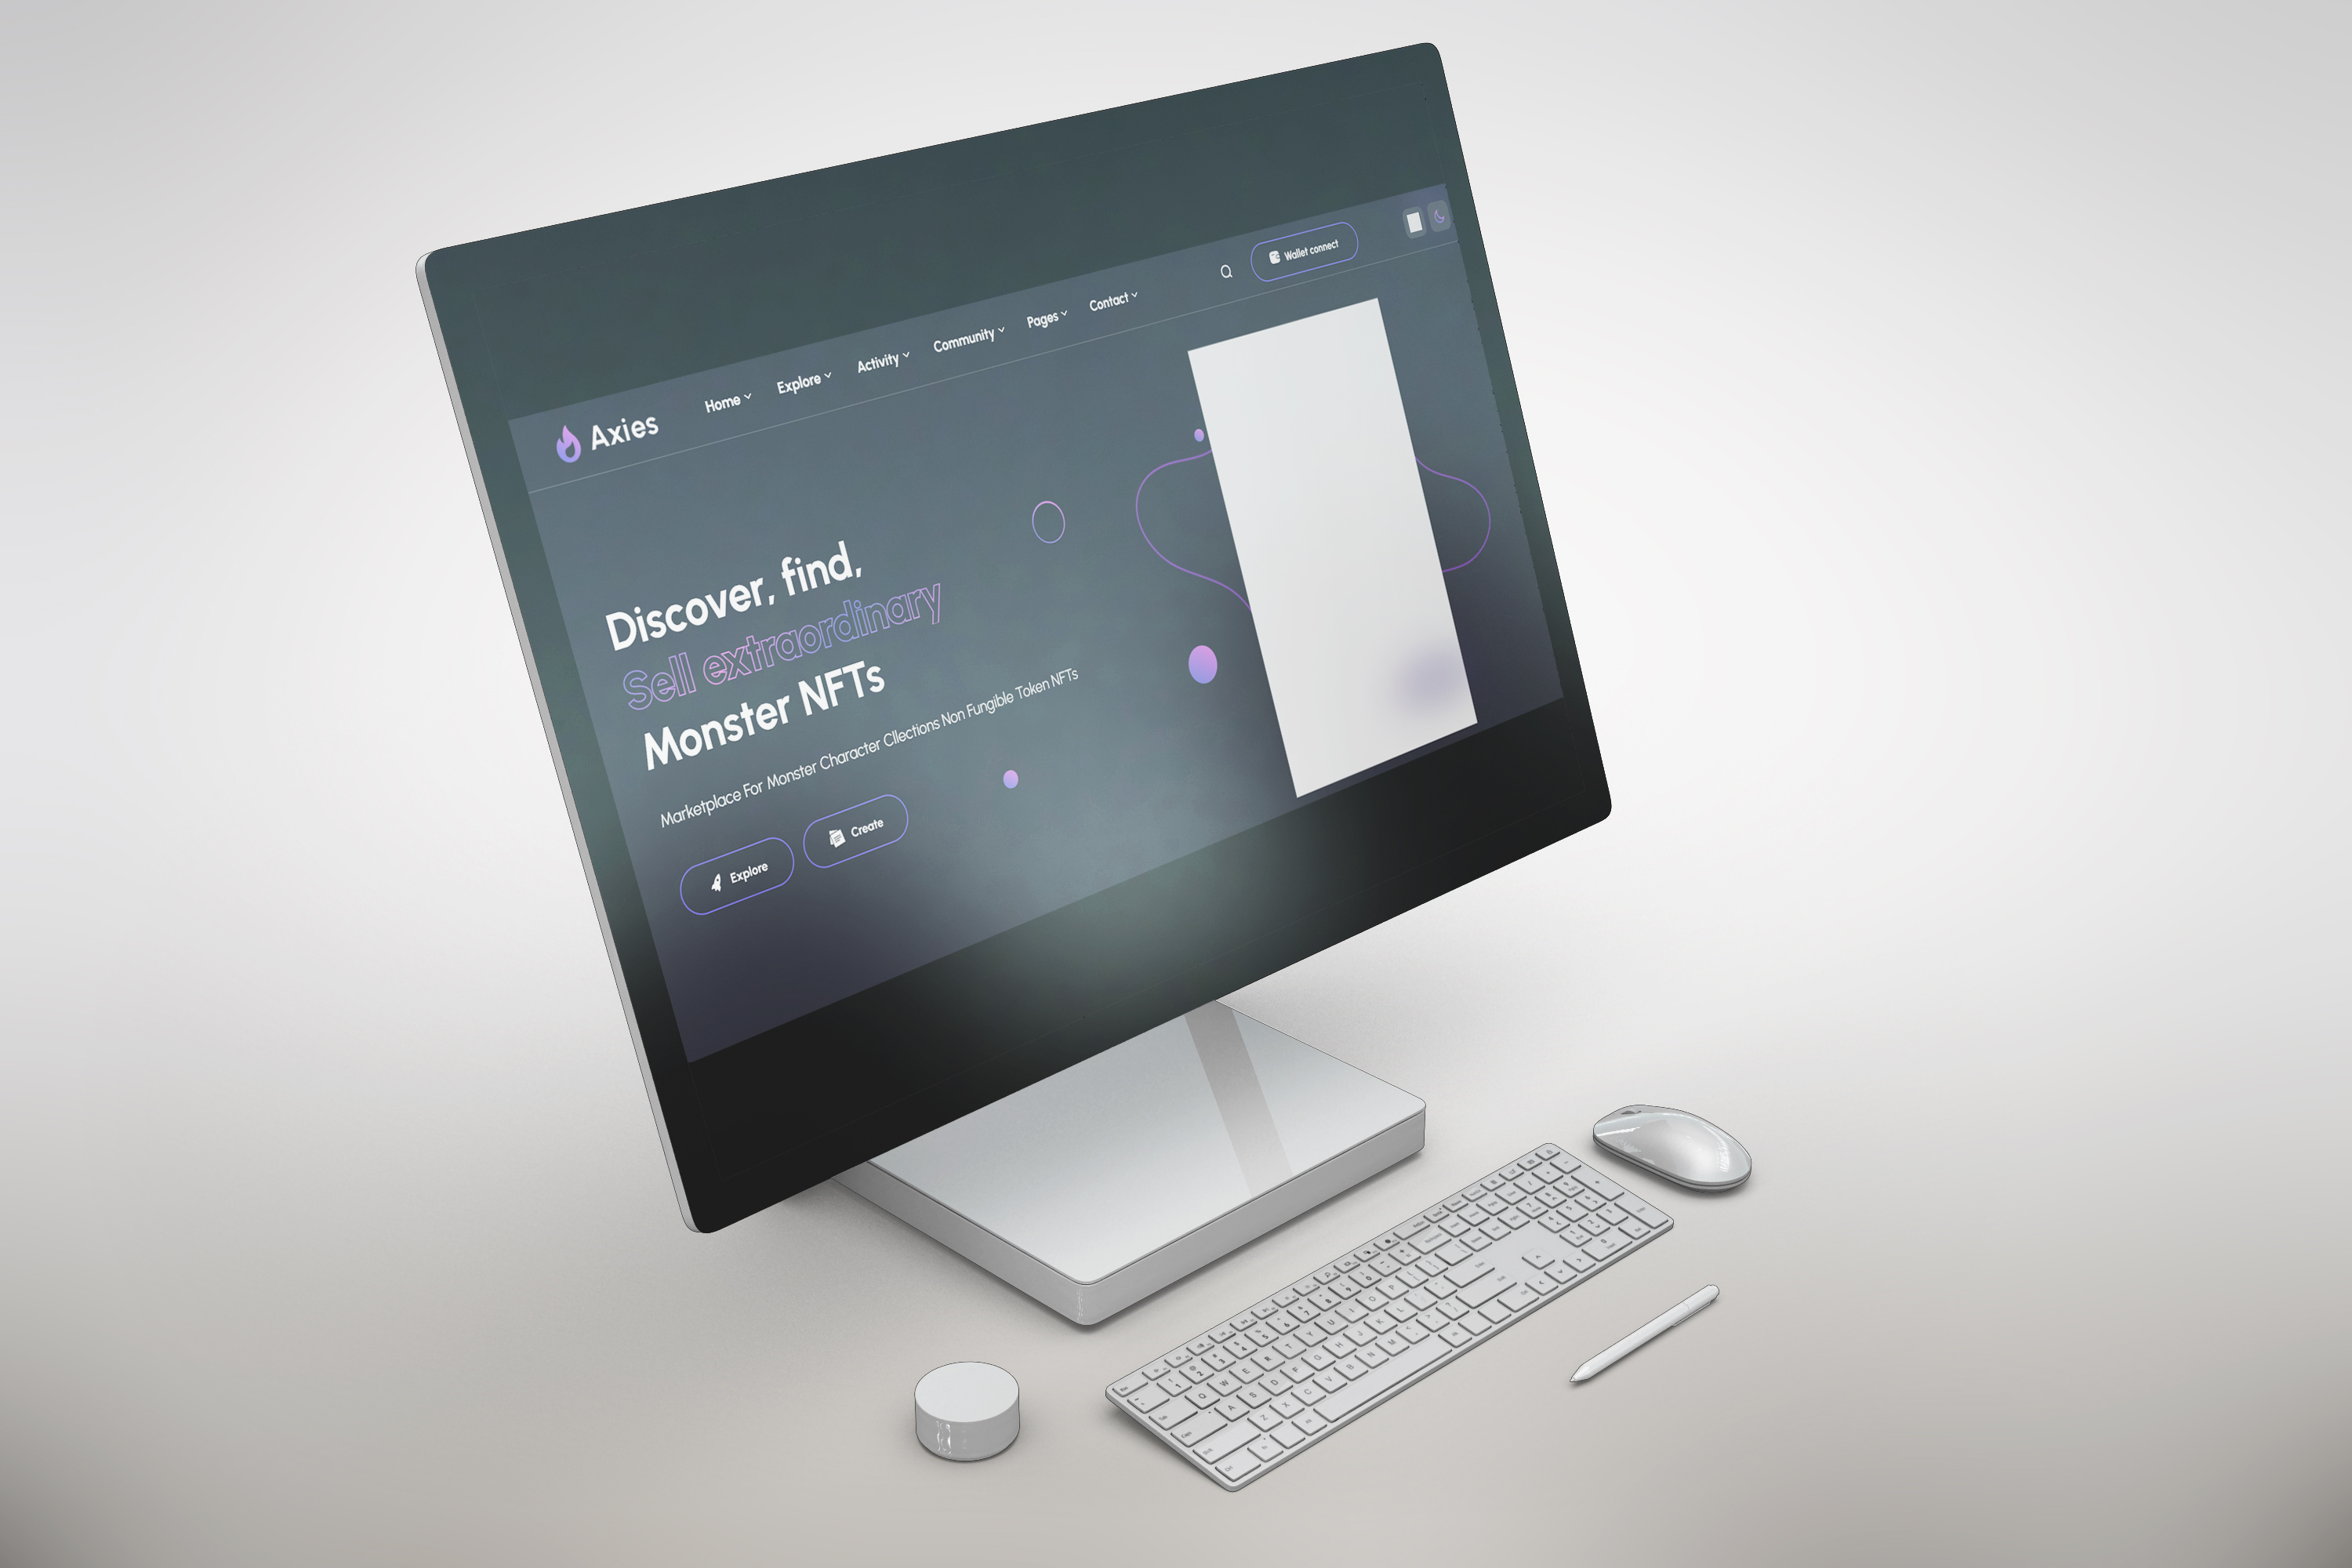 Axies
Home
Explore
Activity
Community
Pages
Contact
Wallet connect
Discover, find,
Sell extraordinary
Monster NFTs
Marketplace For Monster Character Cllections Non Fungible Token NFTs
Explore
Create